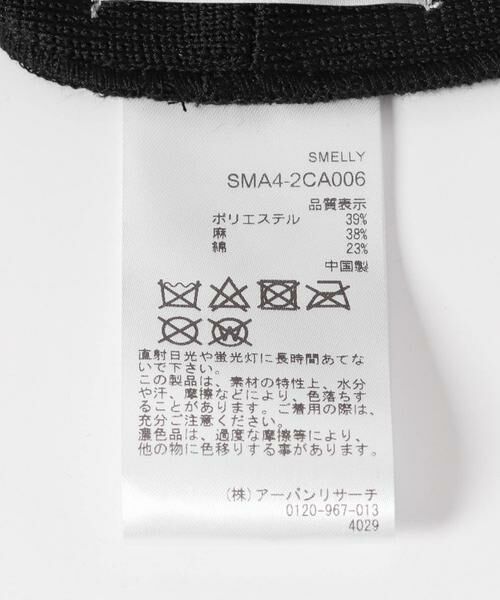 SMELLY
SMA4-2CA006
品質表示
ポリエステル 39%
麻 38%
綿 23%
中国製
直射日光や蛍光灯に長時間あてな
いで下さい。
この製品は、素材の特性上、水分
や汗、摩擦などにより、色落ちす
ることがあります。ご着用の際は、
充分ご注意ください。
濃色品は、過度な摩擦等により、
他の物に色移りする事があります。
(株)アーバンリサーチ
0120-967-013
4029